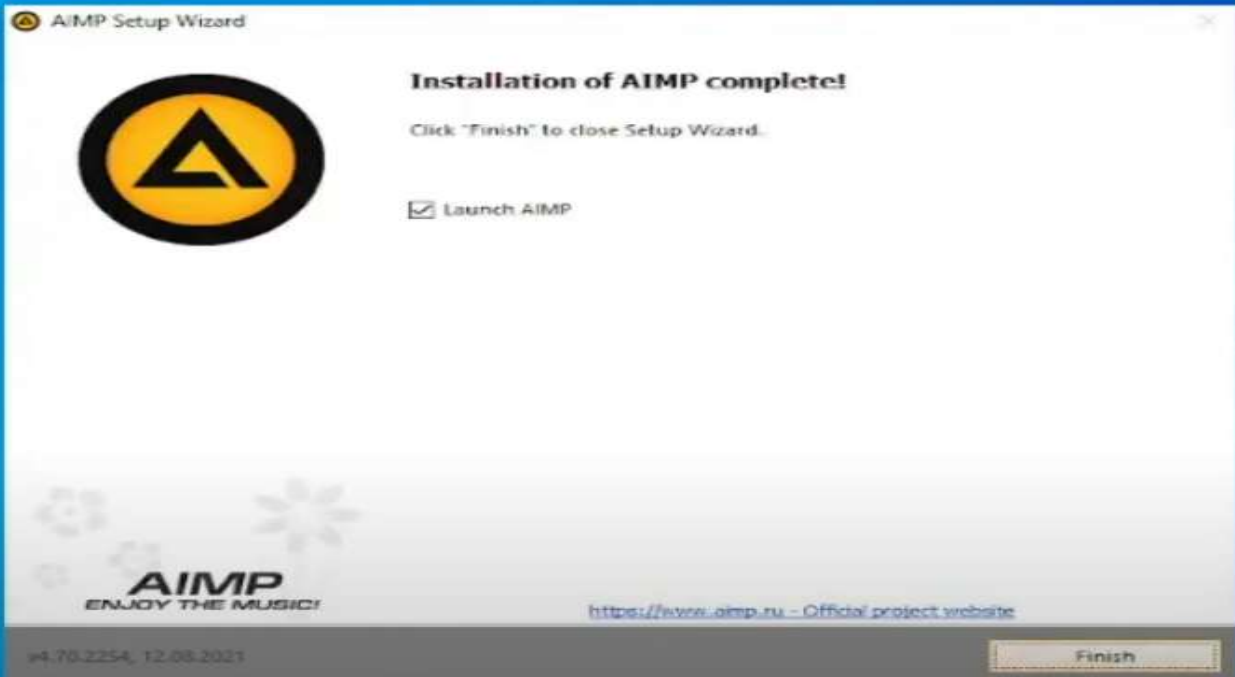 AIMP Setup Wizard
Installation of AIMP complete!
Click "Finish" to close Setup Wizard.
Launch AIMP
AIMP
ENJOY THE MUSIC!
https://www.aimp.ru - Official project website
v4.70.2254, 12.08.2021
Finish